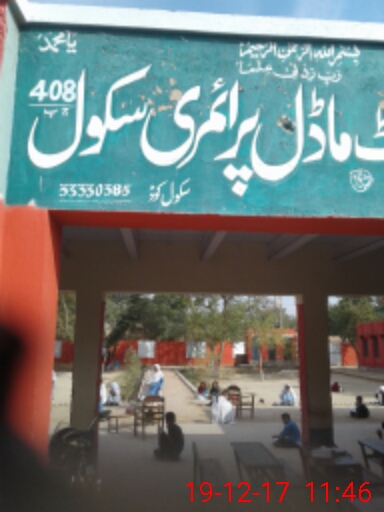 بسم اللہ الرحمن الرحیم
یا محمدؐ
رب زدنی علما
ماڈل پرائمری سکول 408
ج ب
سکول کوڈ 33330385
19-12-17 11:46